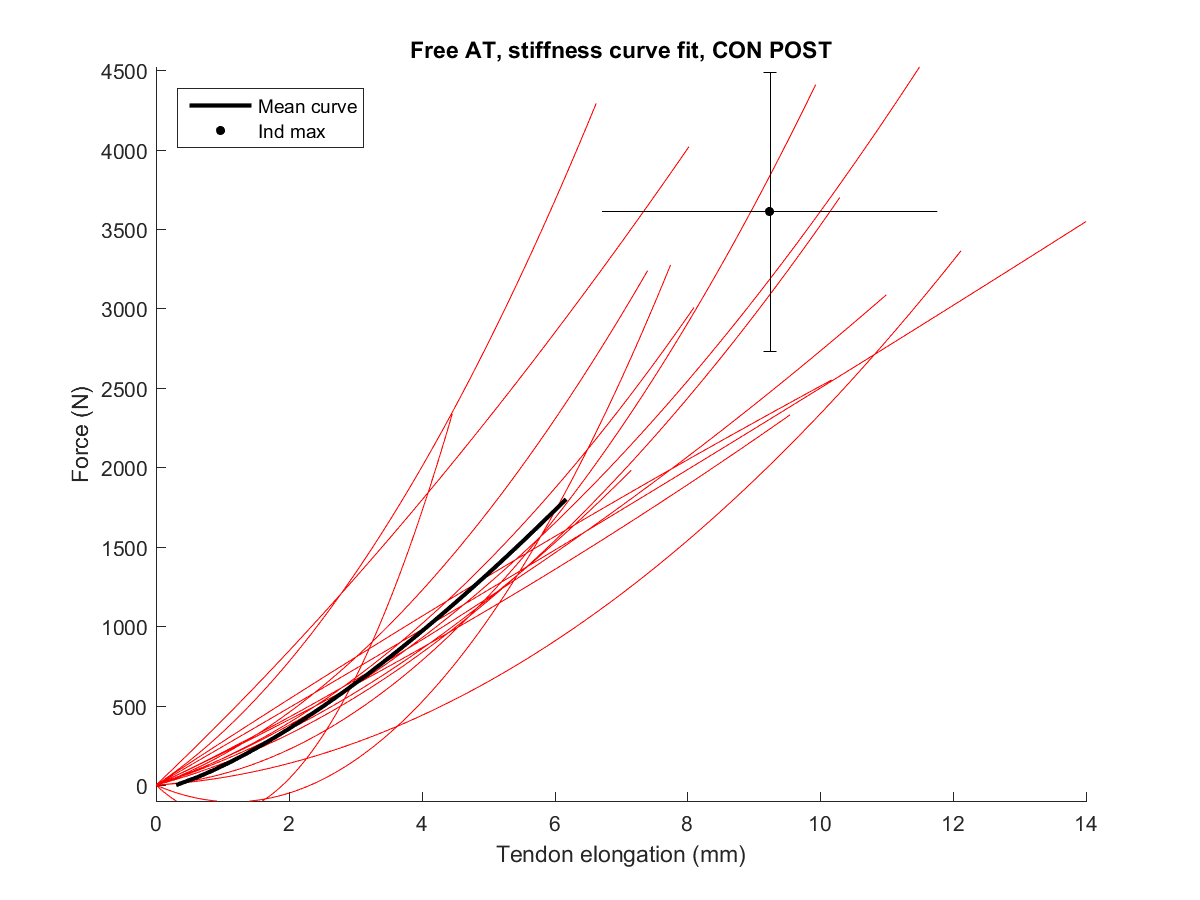 Free AT, stiffness curve fit, CON POST
Mean curve
Ind max
4500
4000
3500
3000
2500
2000
1500
1000
500
0
Force (N)
0 2 4 6 8 10 12 14
Tendon elongation (mm)